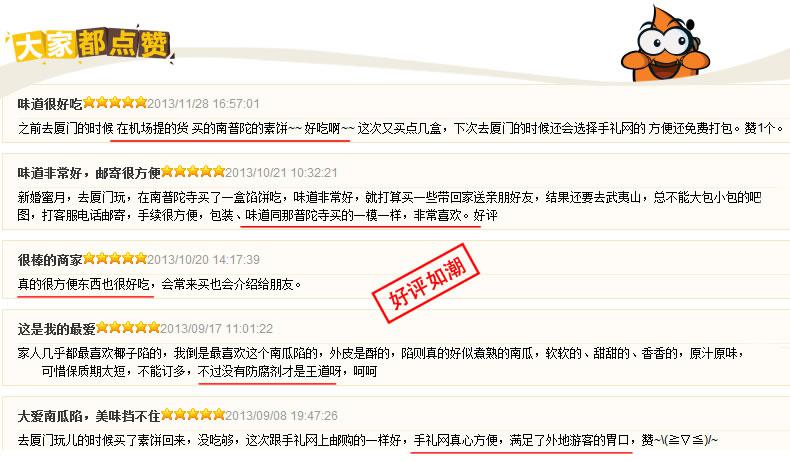 大家都点赞
味道很好吃 2013/11/28 16:57:01
之前去厦门的时候 在机场提的货 买的南普陀的素饼~~ 好吃啊~~ 这次又买点几盒，下次去厦门的时候还会选择手礼网的 方便还免费打包。赞1个。
味道非常好，邮寄很方便 2013/10/21 10:32:21
新婚蜜月，去厦门玩，在南普陀寺买了一盒馅饼吃，味道非常好，就打算买一些带回家送亲朋好友，结果还要去武夷山，总不能大包小包的吧
图，打客服电话邮寄，手续很方便，包装、味道同那普陀寺买的一模一样，非常喜欢。好评
很棒的商家 2013/10/20 14:17:39
真的很方便东西也很好吃，会常来买也会介绍给朋友。
好评如潮
这是我的最爱 2013/09/17 11:01:22
家人几乎都最喜欢椰子陷的，我倒是最喜欢这个南瓜陷的，外皮是酥的，陷则真的好似煮熟的南瓜，软软的、甜甜的、香香的，原汁原味，
可惜保质期太短，不能订多，不过没有防腐剂才是王道呀，呵呵
大爱南瓜陷，美味挡不住 2013/09/08 19:47:26
去厦门玩儿的时候买了素饼回来，没吃够，这次跟手礼网上邮购的一样好，手礼网真心方便，满足了外地游客的胃口，赞~\(≧▽≦)/~